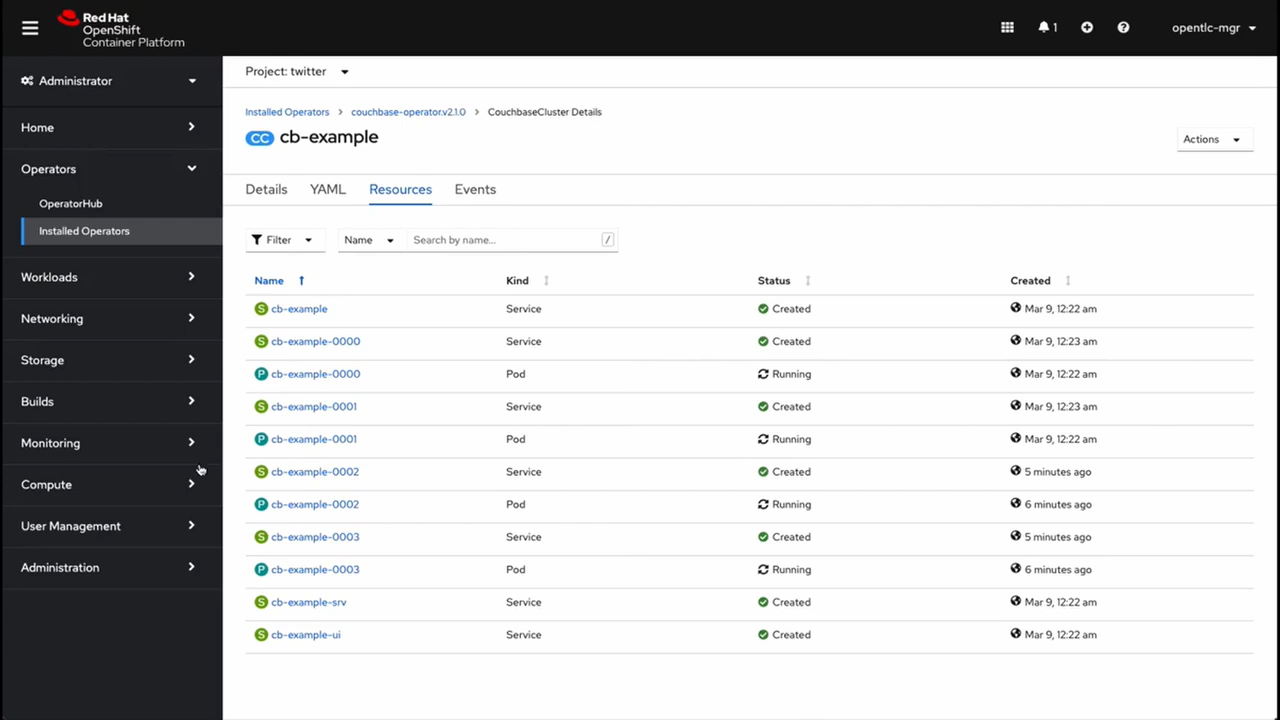 Red Hat
OpenShift
Container Platform
1
opentlc-mgr
Administrator
Home
Operators
OperatorHub
Installed Operators
Workloads
Networking
Storage
Builds
Monitoring
Compute
User Management
Administration
Project: twitter
Installed Operators > couchbase-operator.v2.1.0 > CouchbaseCluster Details
CC cb-example
Actions
Details YAML Resources Events
Filter Name Search by name... /
Name Kind Status Created
S cb-example Service Created Mar 9, 12:22 am
S cb-example-0000 Service Created Mar 9, 12:23 am
P cb-example-0000 Pod Running Mar 9, 12:22 am
S cb-example-0001 Service Created Mar 9, 12:23 am
P cb-example-0001 Pod Running Mar 9, 12:22 am
S cb-example-0002 Service Created 5 minutes ago
P cb-example-0002 Pod Running 6 minutes ago
S cb-example-0003 Service Created 5 minutes ago
P cb-example-0003 Pod Running 6 minutes ago
S cb-example-srv Service Created Mar 9, 12:22 am
S cb-example-ui Service Created Mar 9, 12:22 am